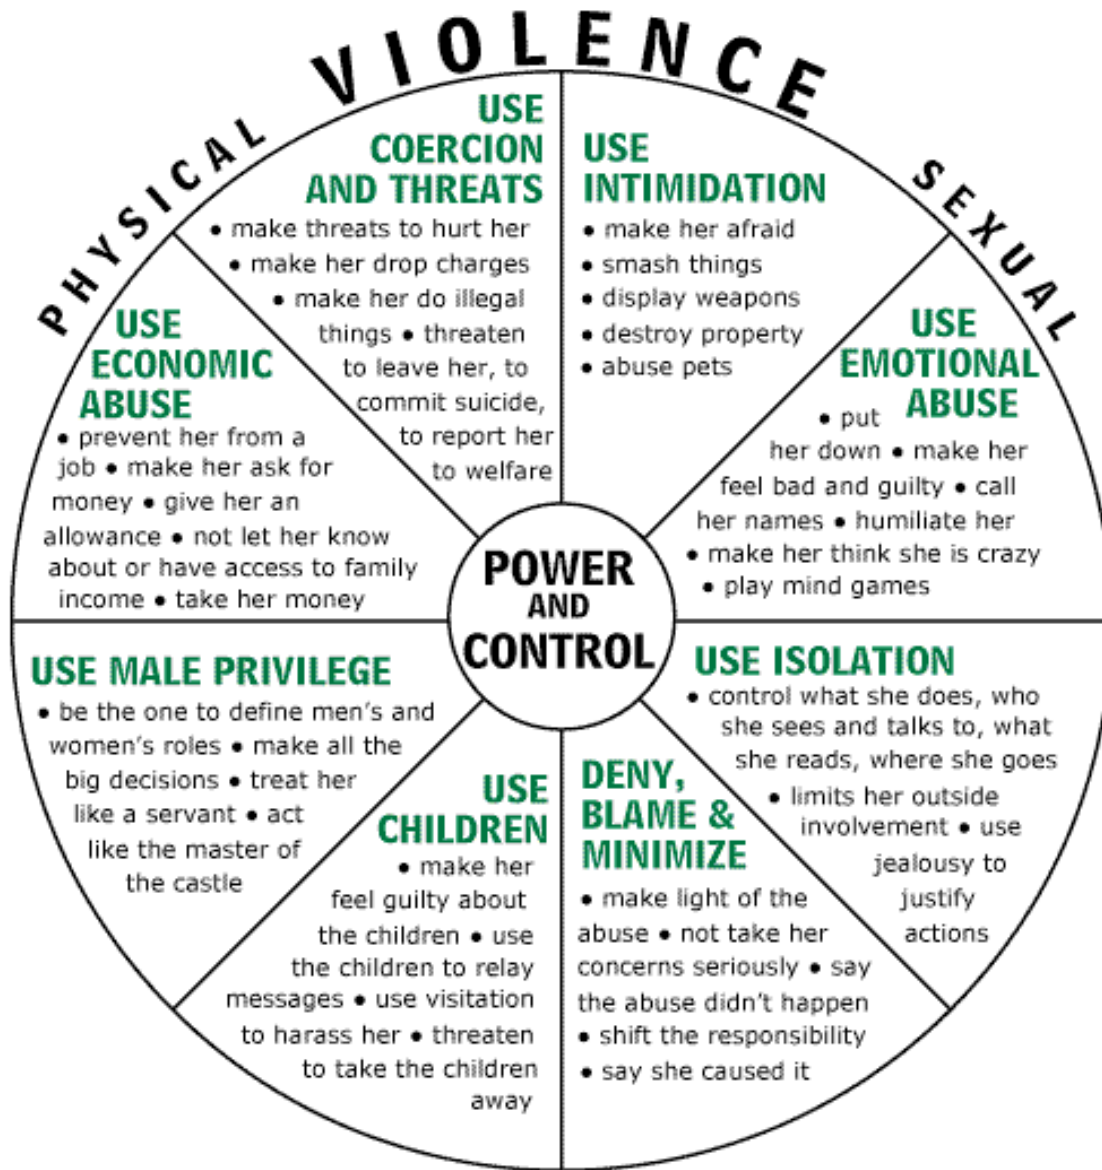 PHYSICAL VIOLENCE SEXUAL
USE
COERCION
AND THREATS
• make threats to hurt her
• make her drop charges
• make her do illegal
things • threaten
to leave her, to
commit suicide,
to report her
to welfare
USE
INTIMIDATION
• make her afraid
• smash things
• display weapons
• destroy property
• abuse pets
USE
EMOTIONAL
ABUSE
• put
her down • make her
feel bad and guilty • call
her names • humiliate her
• make her think she is crazy
• play mind games
USE ISOLATION
• control what she does, who
she sees and talks to, what
she reads, where she goes
• limits her outside
involvement • use
jealousy to
justify
actions
DENY,
BLAME &
MINIMIZE
• make light of the
abuse • not take her
concerns seriously • say
the abuse didn't happen
• shift the responsibility
• say she caused it
USE
CHILDREN
• make her
feel guilty about
the children • use
the children to relay
messages • use visitation
to harass her • threaten
to take the children
away
USE MALE PRIVILEGE
• be the one to define men's and
women's roles • make all the
big decisions • treat her
like a servant • act
like the master of
the castle
USE
ECONOMIC
ABUSE
• prevent her from a
job • make her ask for
money • give her an
allowance • not let her know
about or have access to family
income • take her money
POWER
AND
CONTROL